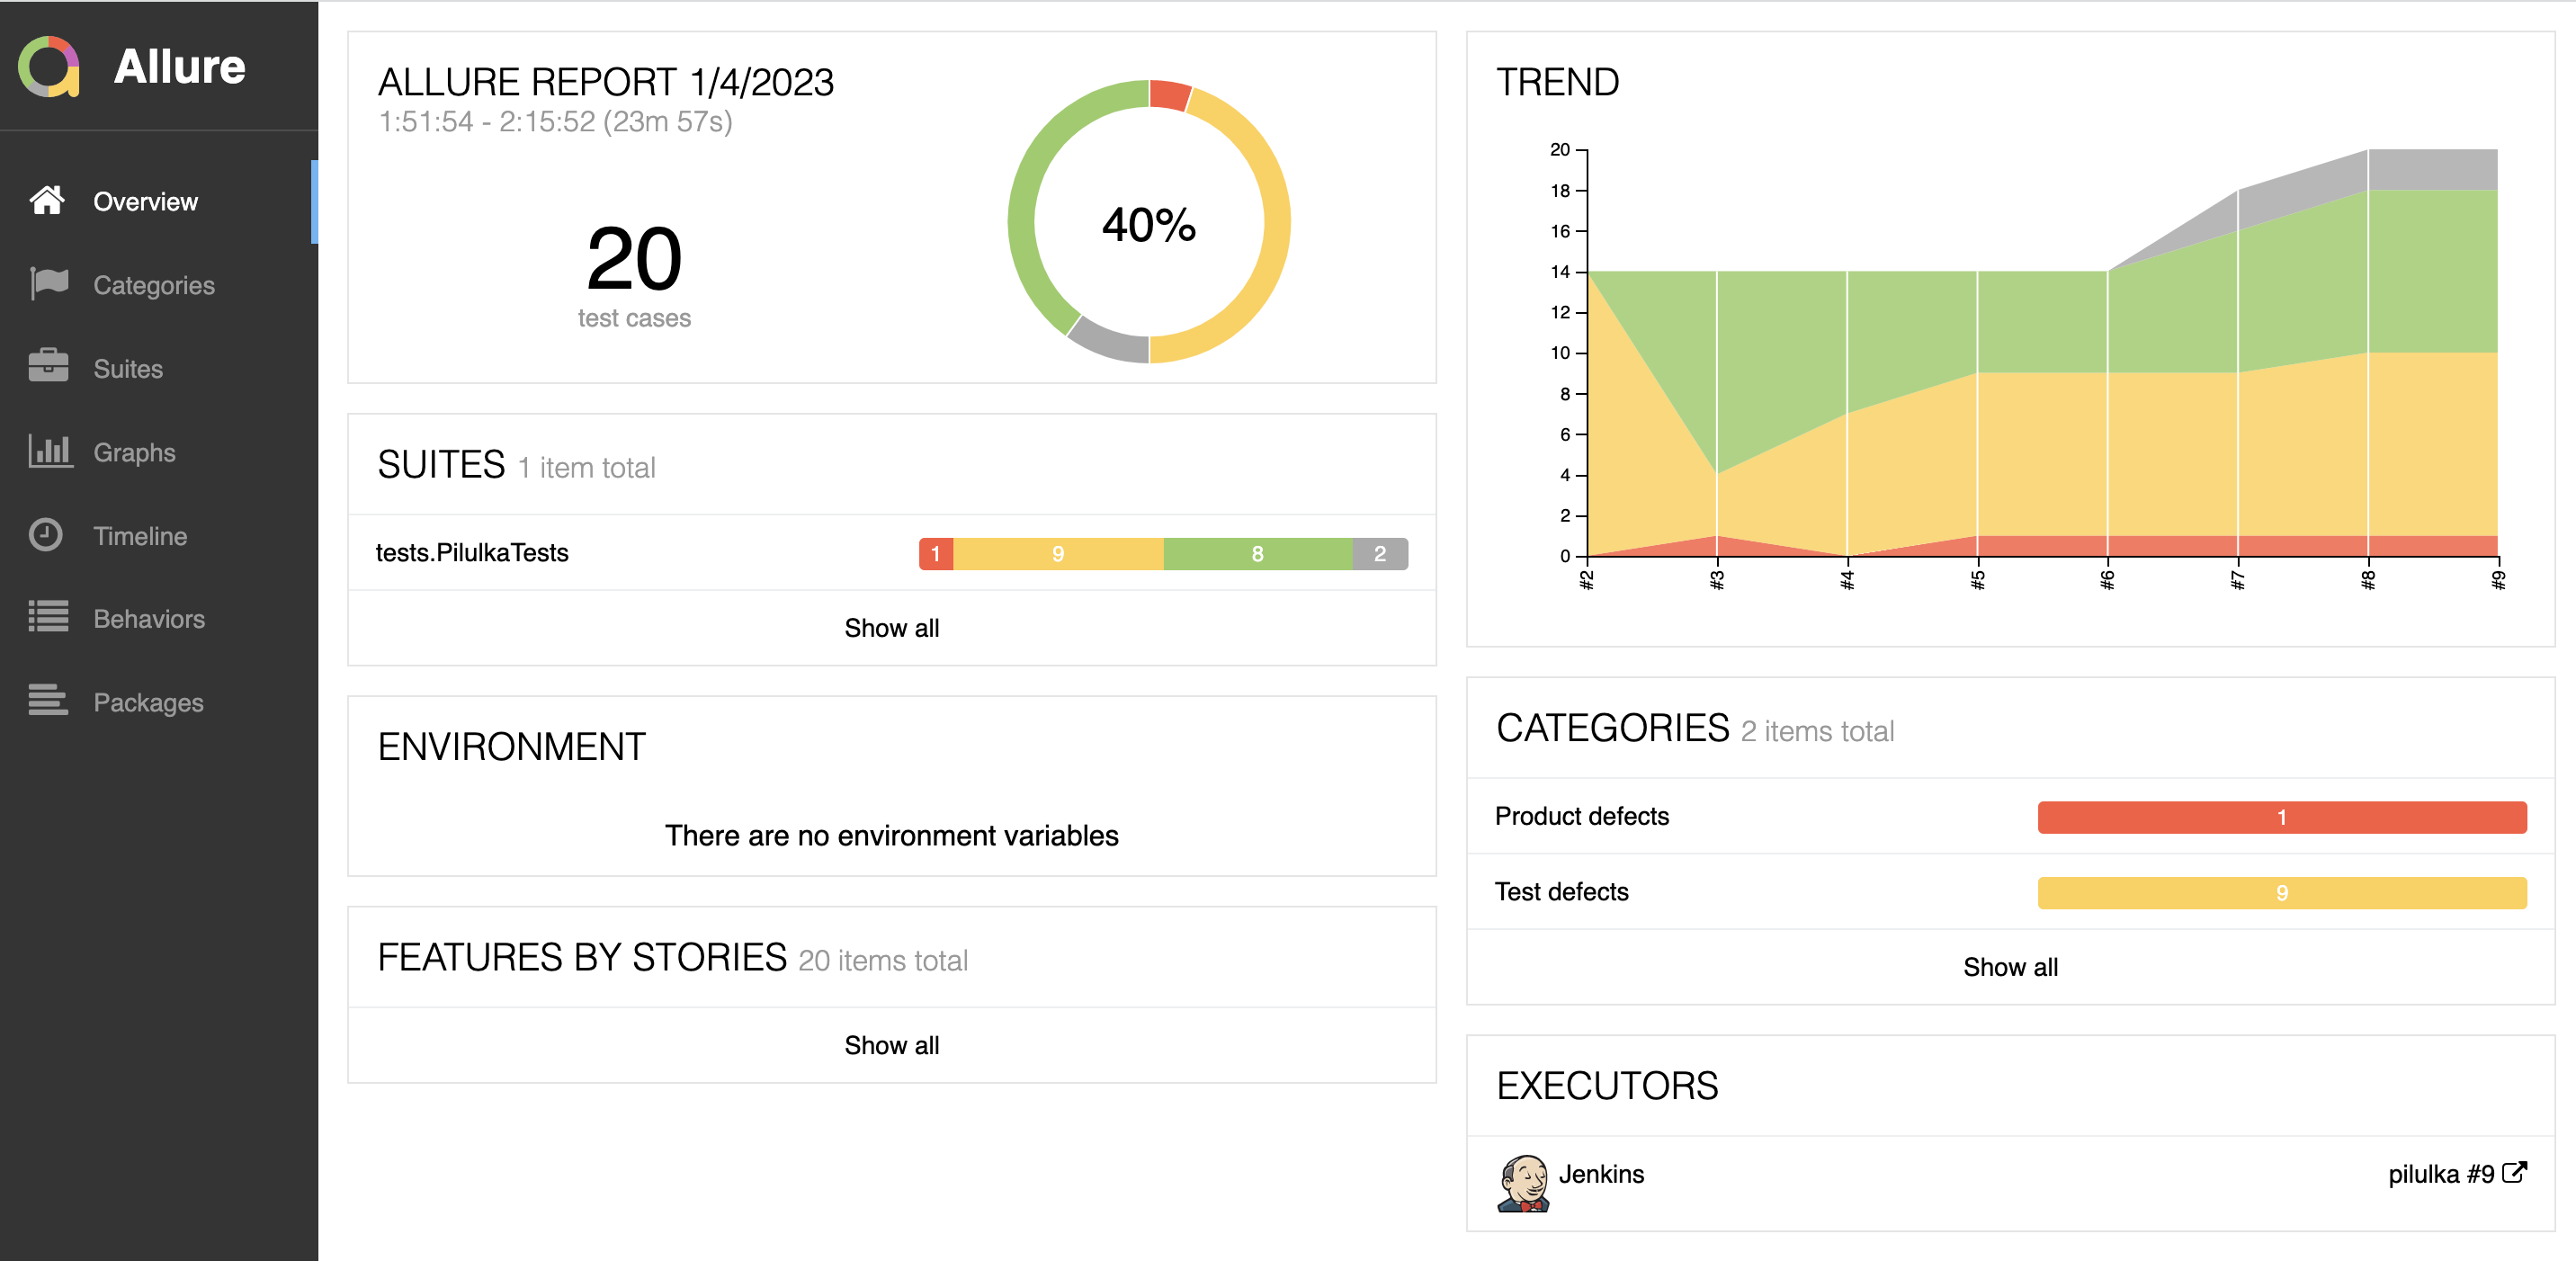 Allure
Overview
Categories
Suites
Graphs
Timeline
Behaviors
Packages
ALLURE REPORT 1/4/2023
1:51:54 - 2:15:52 (23m 57s)
20
test cases
40%
SUITES 1 item total
tests.PilulkaTests 1 9 8 2
Show all
ENVIRONMENT
There are no environment variables
FEATURES BY STORIES 20 items total
Show all
TREND
20
18
16
14
12
10
8
6
4
2
0
#2 #3 #4 #5 #6 #7 #8 #9
CATEGORIES 2 items total
Product defects 1
Test defects 9
Show all
EXECUTORS
Jenkins pilulka #9